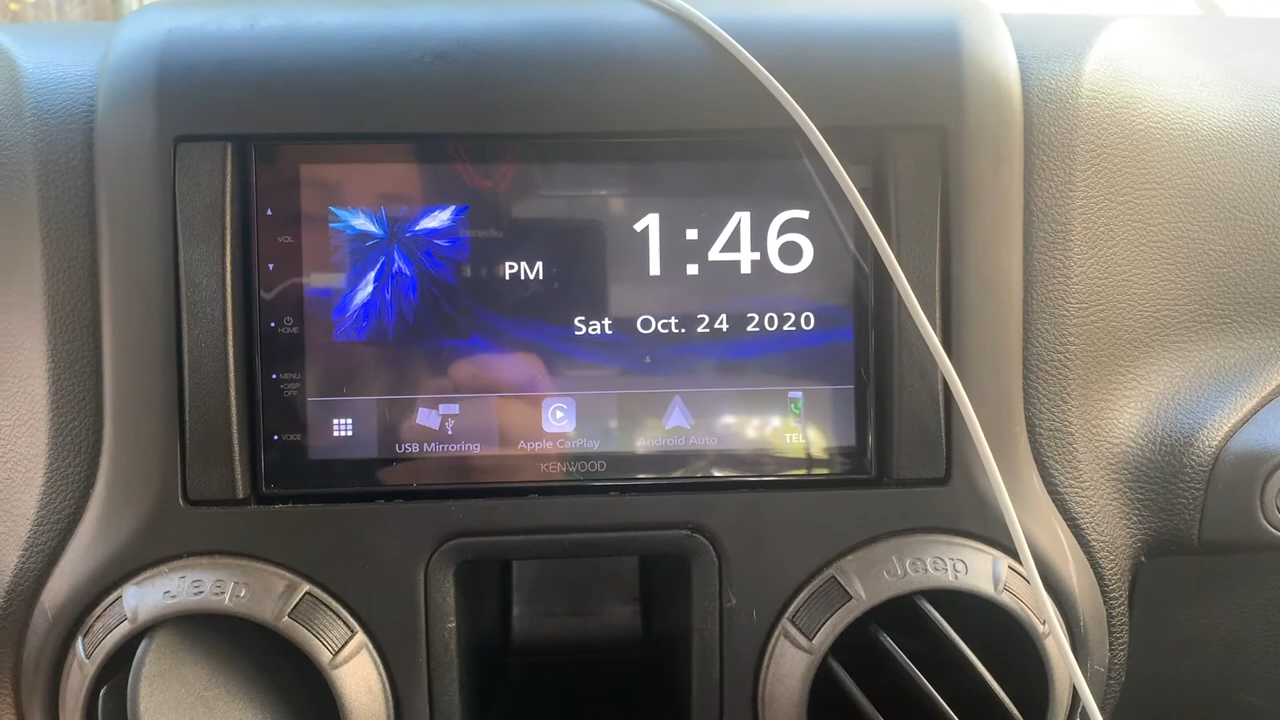 VOL
HOME
MENU
•DISP
OFF
VOICE
PM
1:46
Sat Oct. 24 2020
USB Mirroring
Apple CarPlay
Android Auto
TEL
KENWOOD
Jeep
Jeep